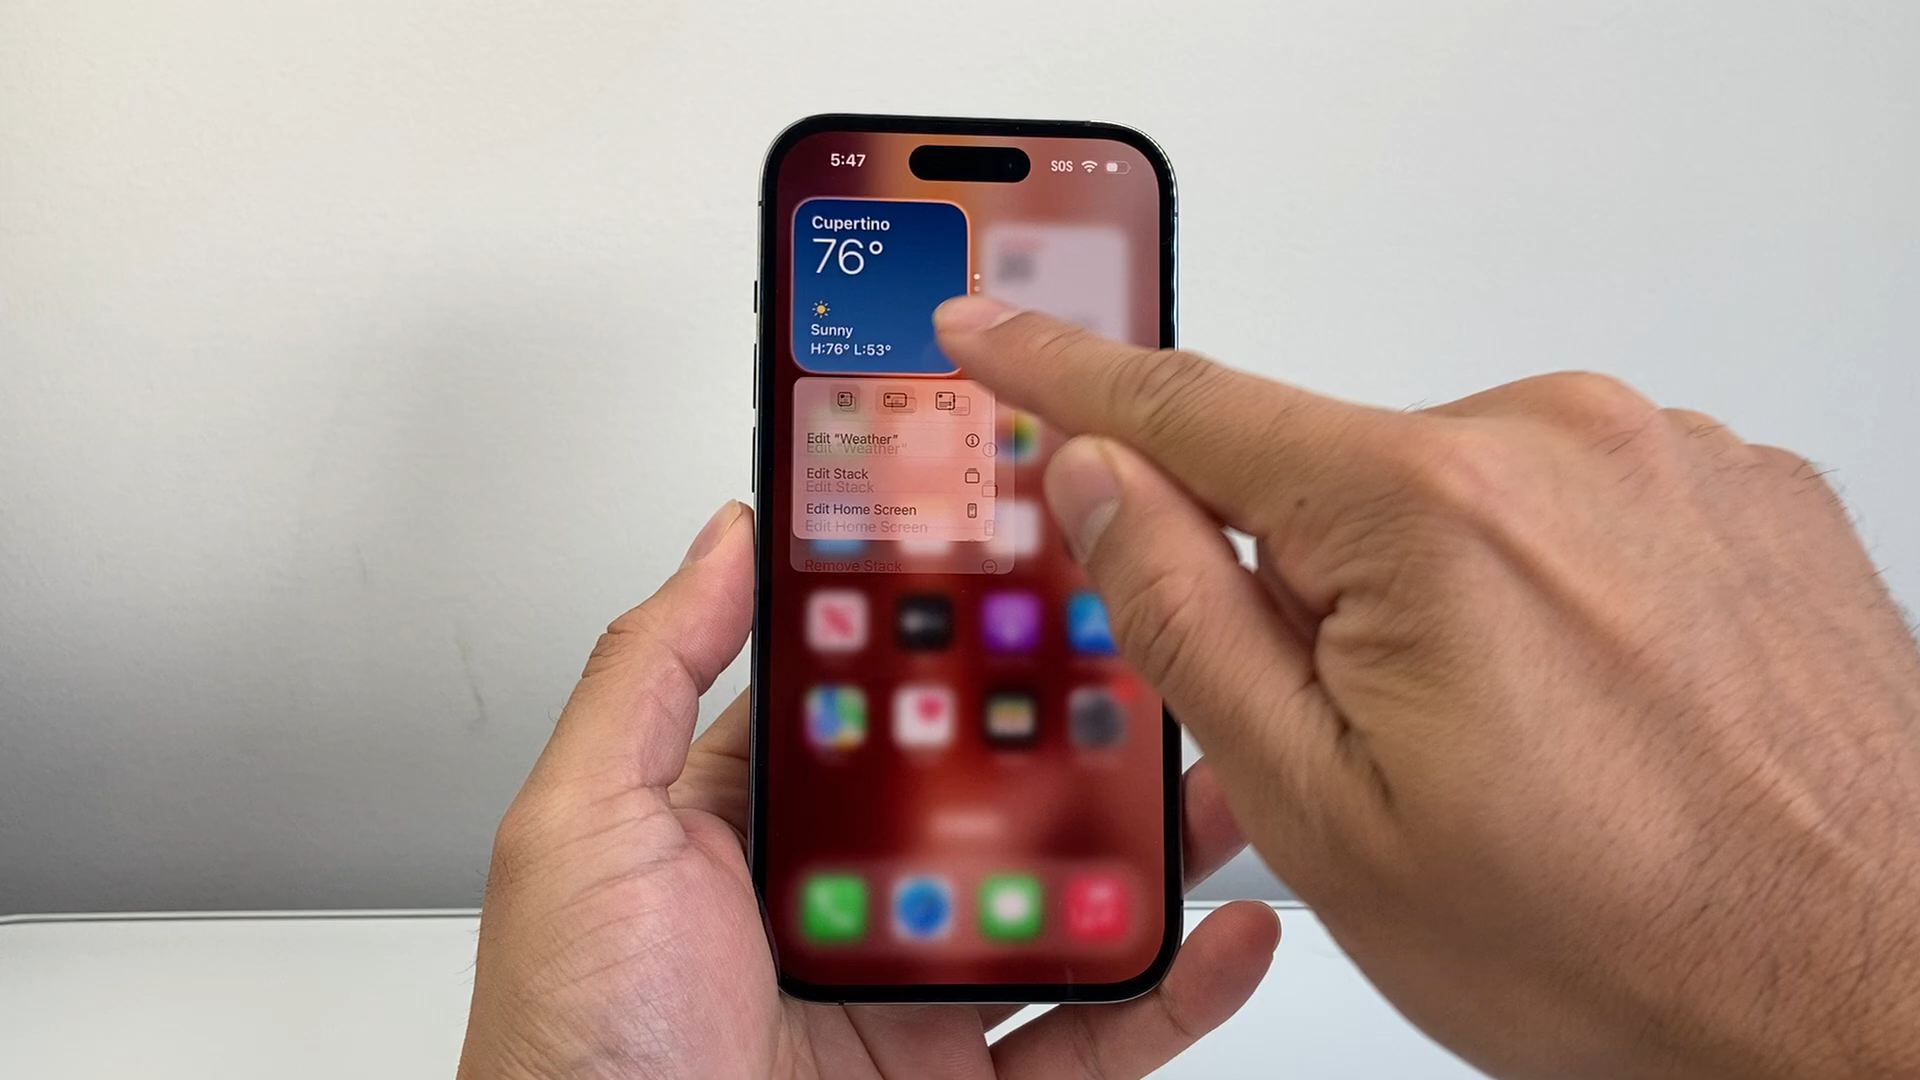 5:47
SOS
Cupertino
76°
Sunny
H:76° L:53°
Edit "Weather"
Edit "Weather"
Edit Stack
Edit Stack
Edit Home Screen
Edit Home Screen
Remove Stack